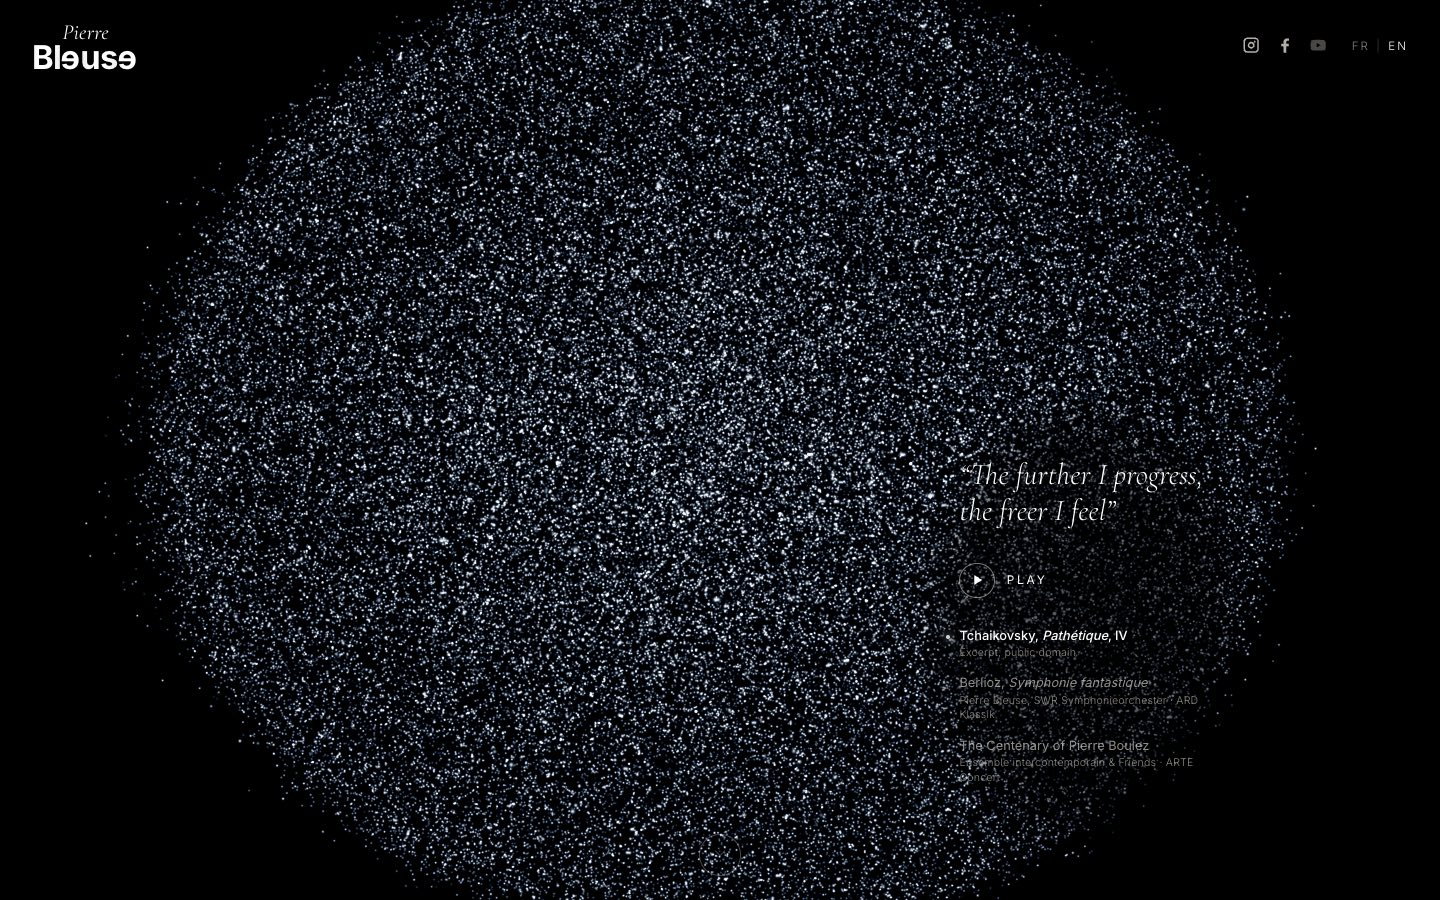 Pierre
Bləusə
FR | EN
“The further I progress,
the freer I feel”
PLAY
Tchaikovsky, Pathétique, IV
Excerpt, public domain
Berlioz, Symphonie fantastique
Pierre Bleuse, SWR Symphonieorchester · ARD
Klassik
The Centenary of Pierre Boulez
Ensemble intercontemporain & Friends · ARTE
Concert